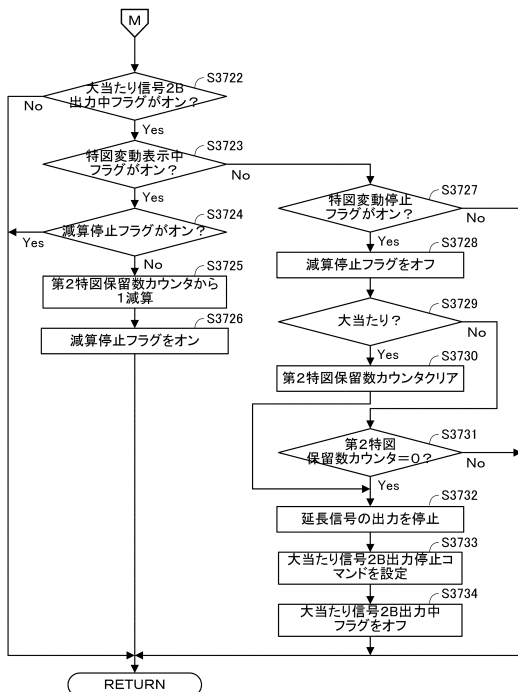 M
S3722
大当たり信号2B
出力中フラグがオン？
No
Yes
S3723
特図変動表示中
フラグがオン？
No
Yes
S3724
減算停止フラグがオン？
Yes
No
S3725
第2特図保留数カウンタから
1減算
S3726
減算停止フラグをオン
S3727
特図変動停止
フラグがオン？
No
Yes
S3728
減算停止フラグをオフ
S3729
大当たり？
No
Yes
S3730
第2特図保留数カウンタクリア
S3731
第2特図
保留数カウンタ=0？
No
Yes
S3732
延長信号の出力を停止
S3733
大当たり信号2B出力停止コ
マンドを設定
S3734
大当たり信号2B出力中
フラグをオフ
RETURN